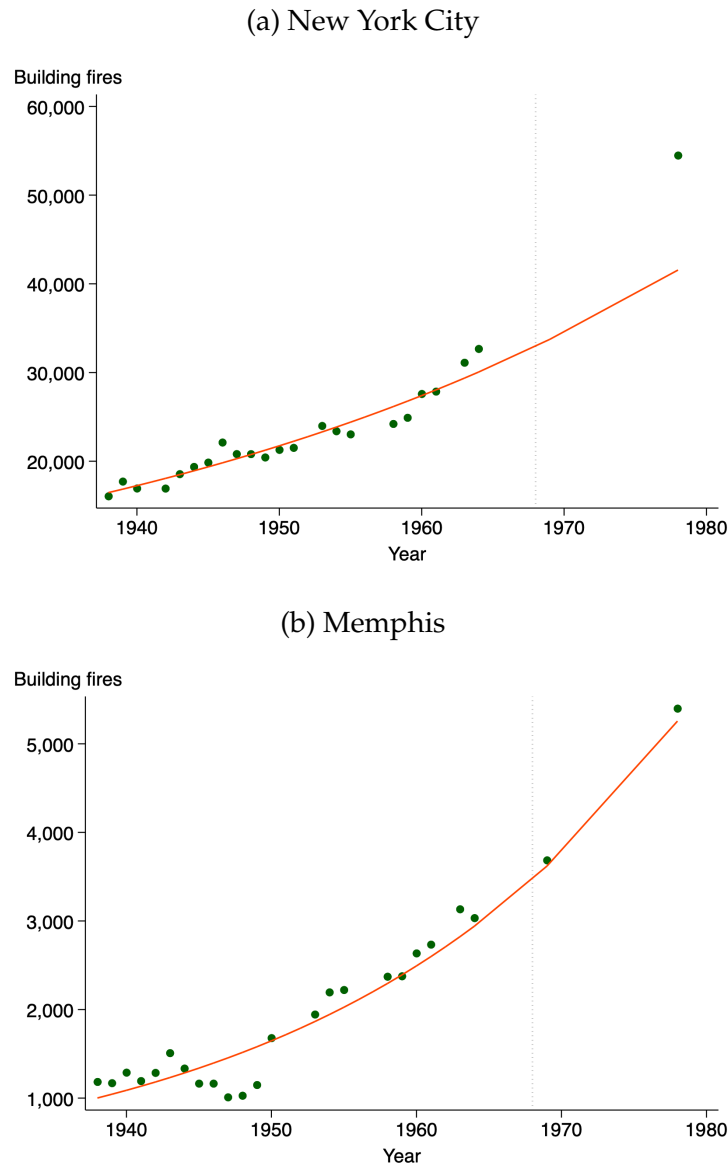 (a) New York City
Building fires
60,000
50,000
40,000
30,000
20,000
1940 1950 1960 1970 1980
Year
(b) Memphis
Building fires
5,000
4,000
3,000
2,000
1,000
1940 1950 1960 1970 1980
Year